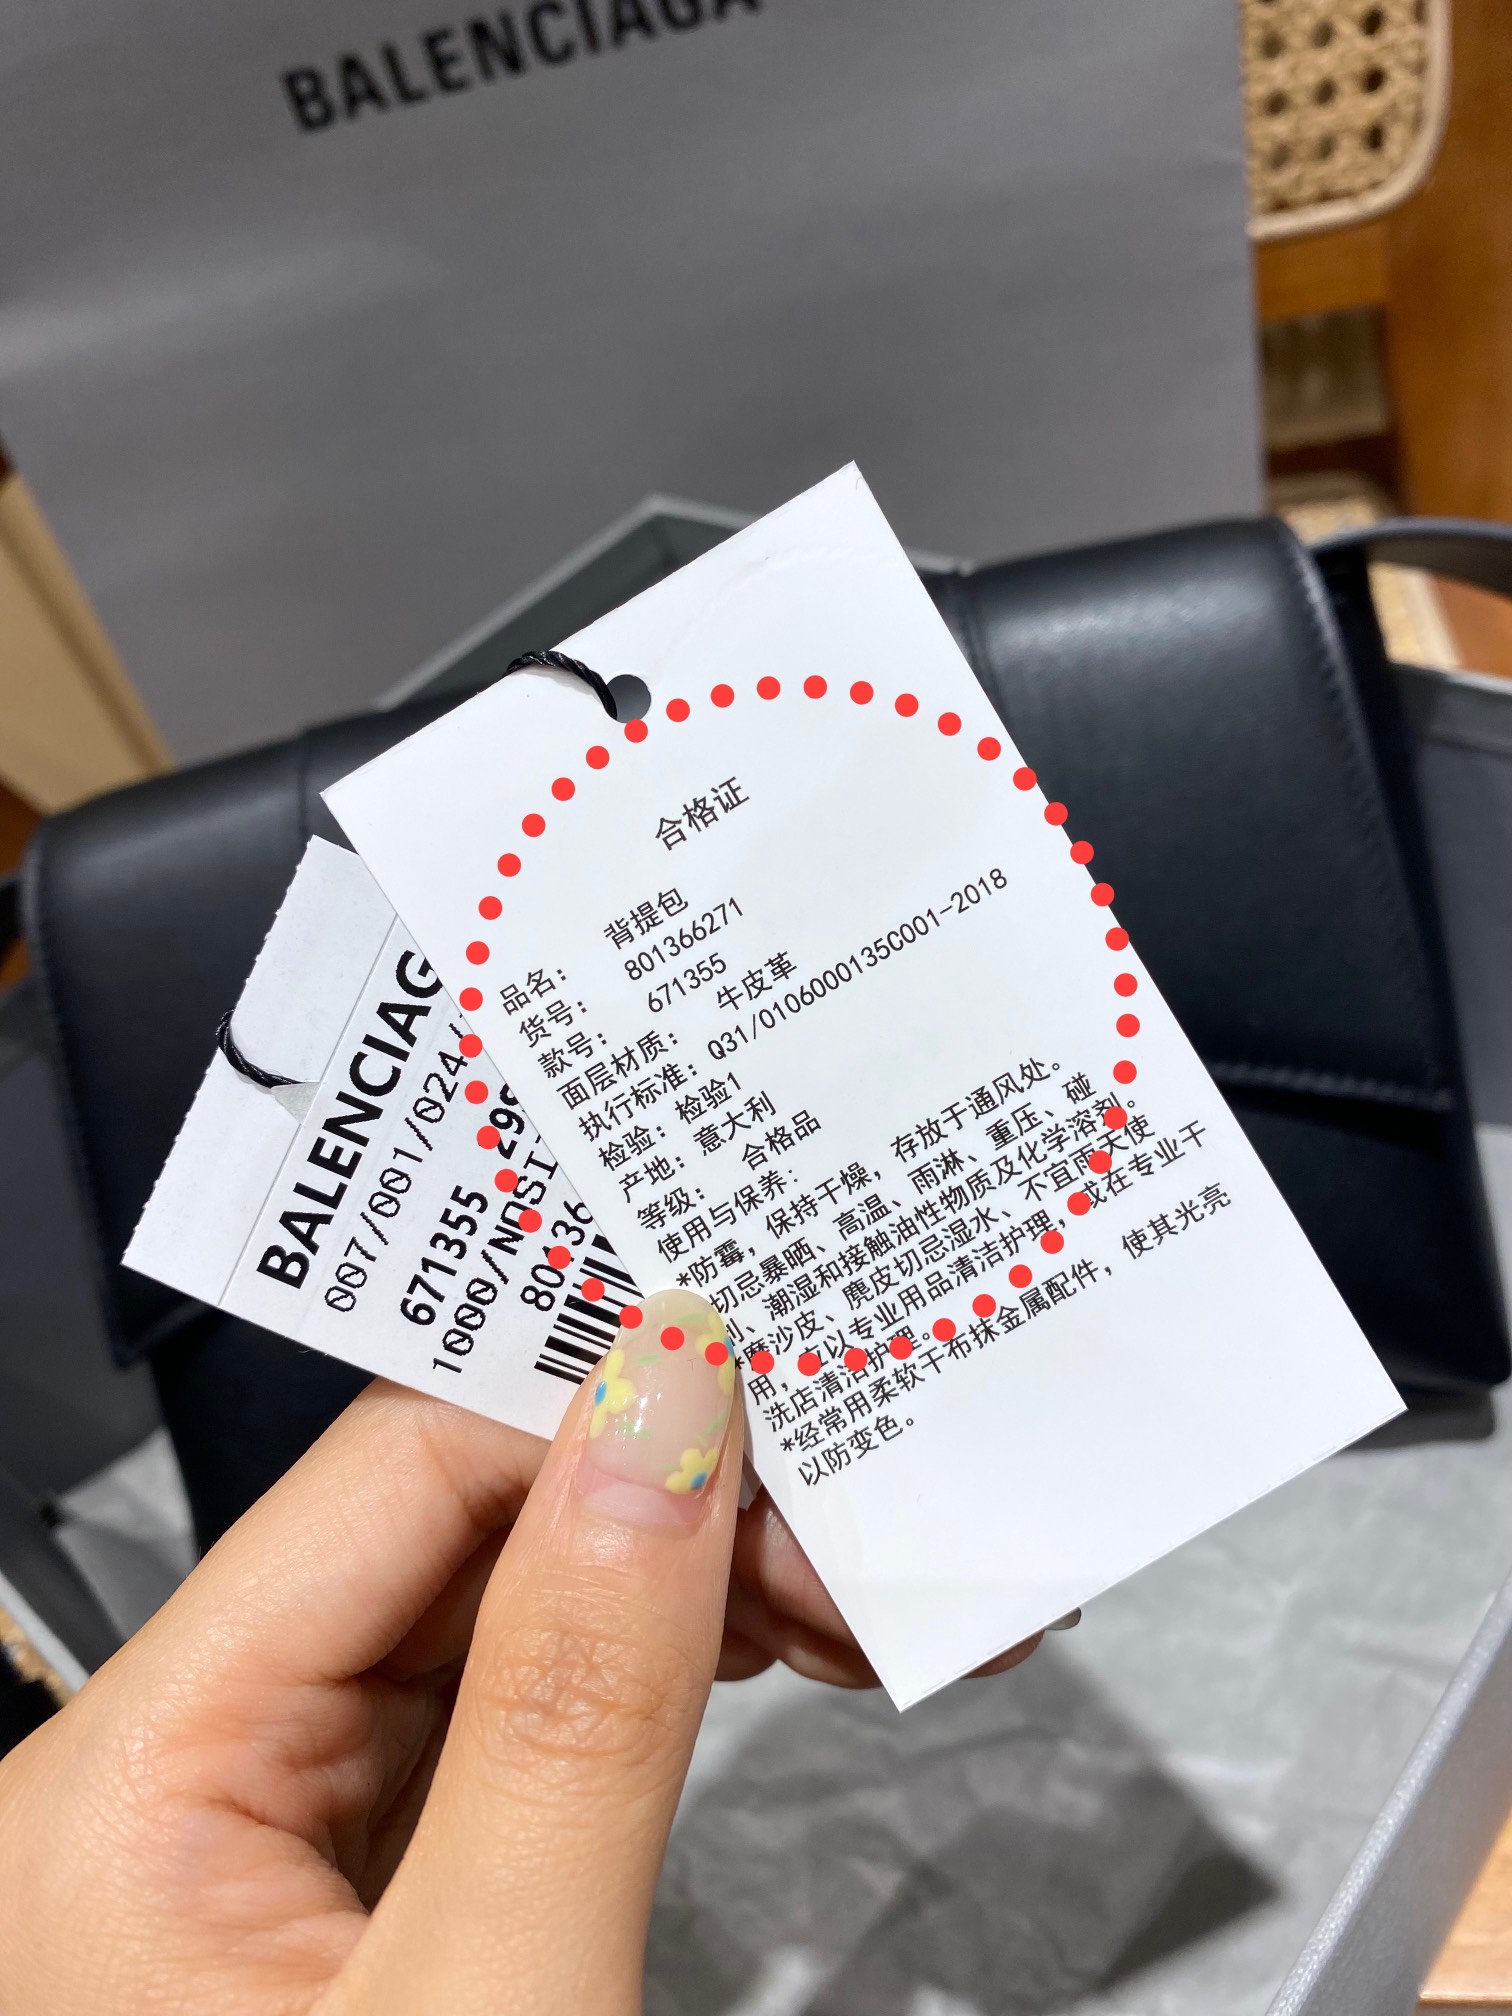 BALENCIAGA
合格证
品名: 背提包
货号: 801366271
款号: 671355
面层材质: 牛皮革
执行标准: Q31/0106000135C001-2018
检验: 检验1
产地: 意大利
等级: 合格品
使用与保养:
*防霉，保持干燥，存放于通风处。
切忌暴晒、高温、雨淋、重压、碰
、潮湿和接触油性物质及化学溶剂。
*磨沙皮、麂皮切忌湿水、不宜雨天使
用，立以专业用品清洁护理，或在专业干
洗店清洁护理。
*经常用柔软干布抹金属配件，使其光亮
以防变色。
BALENCIAG
007/001/024/
671355 29
1000/NOSI
80136